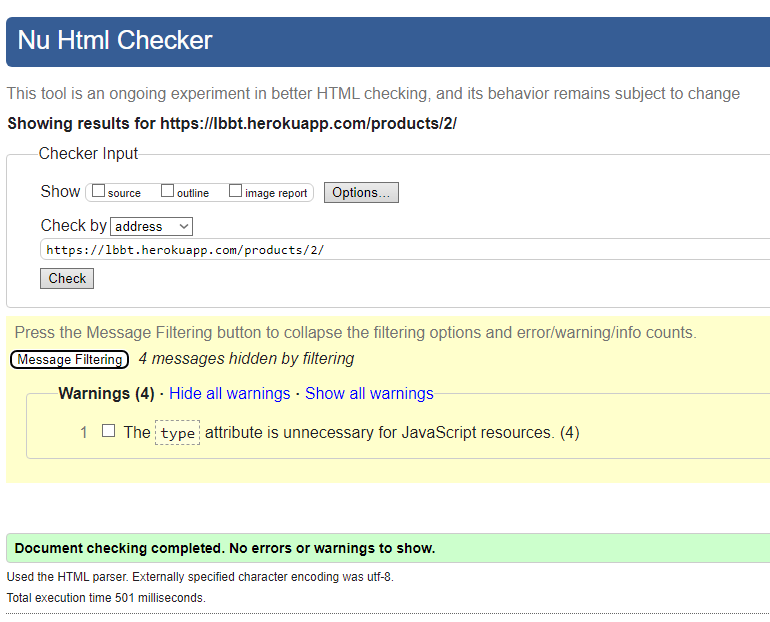 Nu Html Checker
This tool is an ongoing experiment in better HTML checking, and its behavior remains subject to change
Showing results for https://lbbt.herokuapp.com/products/2/
Checker Input
Show source outline image report Options...
Check by address
https://lbbt.herokuapp.com/products/2/
Check
Press the Message Filtering button to collapse the filtering options and error/warning/info counts.
Message Filtering 4 messages hidden by filtering
Warnings (4) · Hide all warnings · Show all warnings
1 The type attribute is unnecessary for JavaScript resources. (4)
Document checking completed. No errors or warnings to show.
Used the HTML parser. Externally specified character encoding was utf-8.
Total execution time 501 milliseconds.